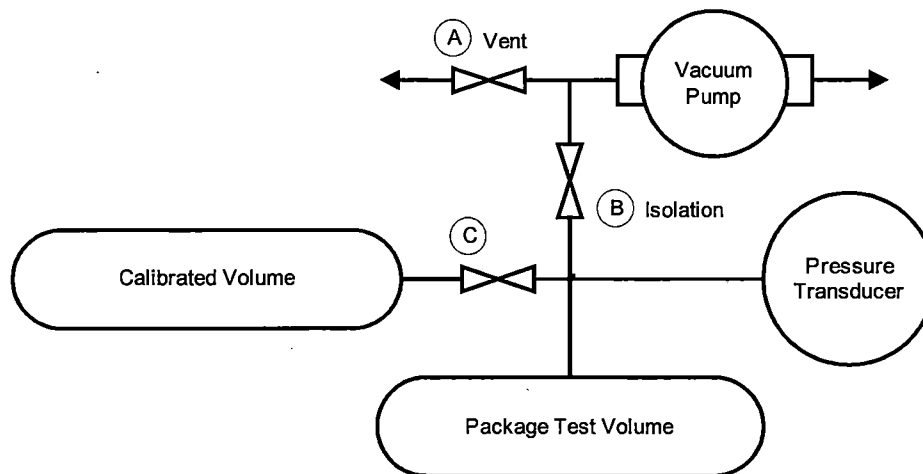 A Vent
Vacuum
Pump
B Isolation
C
Calibrated Volume
Pressure
Transducer
Package Test Volume